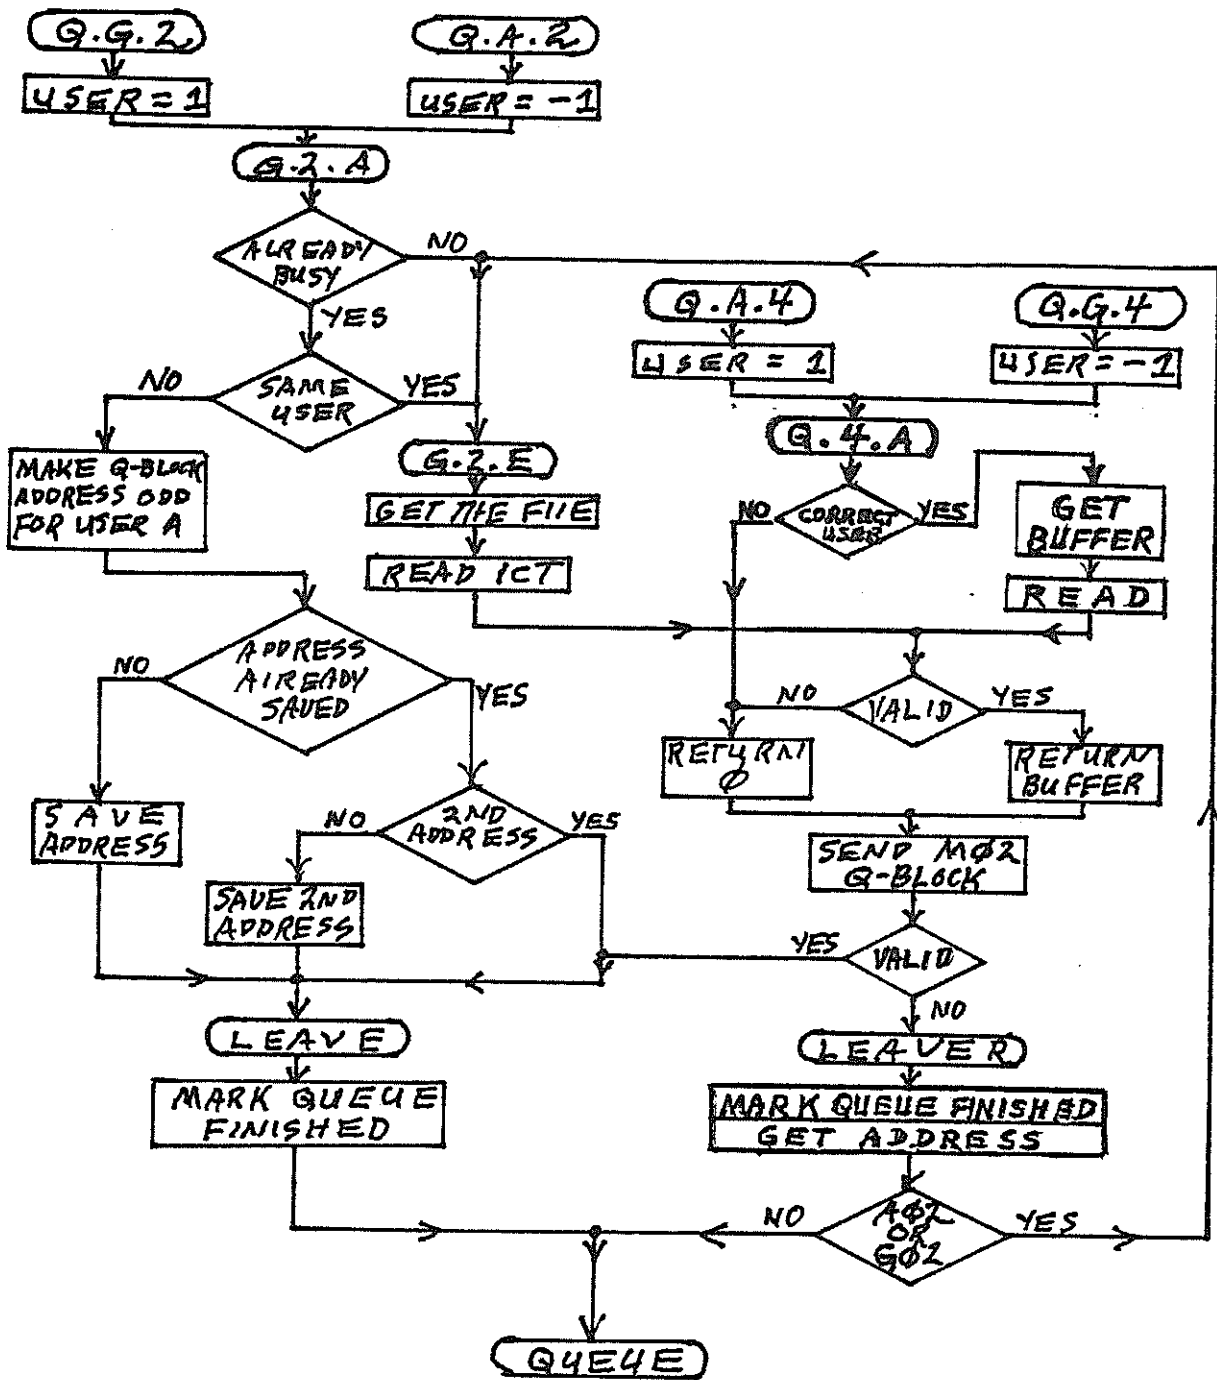 Q.G.2
Q.A.2
USER = 1
USER = -1
G.2.A
ALREADY
BUSY
NO
YES
SAME
USER
NO
YES
Q.A.4
Q.G.4
USER = 1
USER = -1
Q.4.A
MAKE Q-BLOCK
ADDRESS ODD
FOR USER A
G.2.E
GET THE FILE
READ ICT
NO
CORRECT
USER
YES
GET
BUFFER
READ
NO
ADDRESS
ALREADY
SAVED
YES
NO
VALID
YES
RETURN
Ø
RETURN
BUFFER
SAVE
ADDRESS
NO
2ND
ADDRESS
YES
SEND MØ2
Q-BLOCK
SAVE 2ND
ADDRESS
YES
VALID
NO
LEAVE
LEAVER
MARK QUEUE
FINISHED
MARK QUEUE FINISHED
GET ADDRESS
NO
AØ2
OR
GØ2
YES
QUEUE